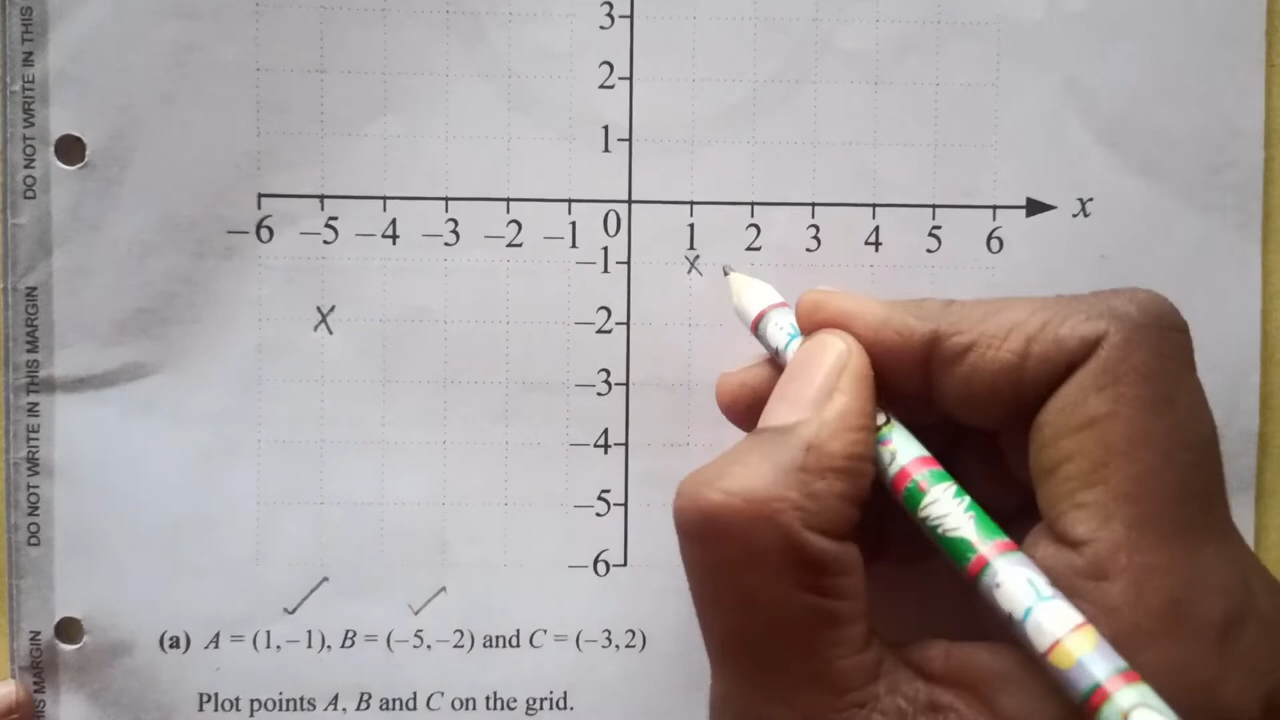 3
2
1
x
−6 −5 −4 −3 −2 −1 0 1 2 3 4 5 6
−1
x
−2
x
−3
−4
−5
−6
✓ ✓
(a) A = (1,−1), B = (−5,−2) and C = (−3,2)
Plot points A, B and C on the grid.
DO NOT WRITE IN THIS
DO NOT WRITE IN THIS MARGIN
IS MARGIN